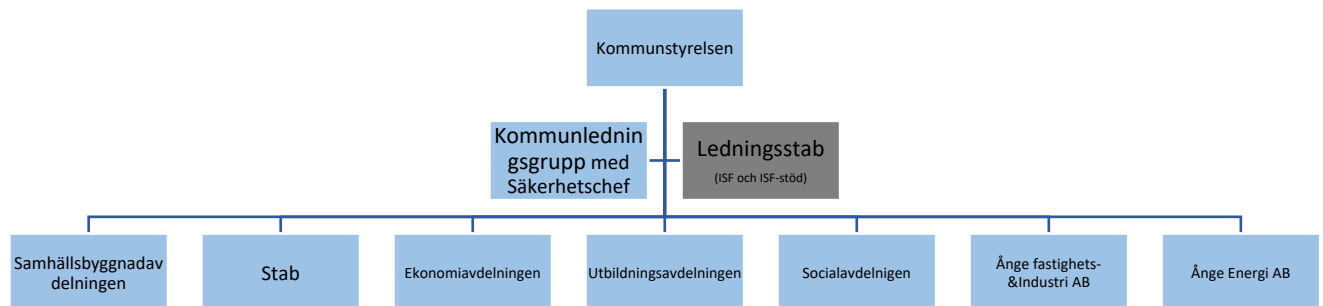 Kommunstyrelsen
Kommunlednin
gsgrupp med
Säkerhetschef
Ledningsstab
(ISF och ISF-stöd)
Samhällsbyggnadav
delningen
Stab
Ekonomiavdelningen
Utbildningsavdelningen
Socialavdelnigen
Ånge fastighets-
&Industri AB
Ånge Energi AB